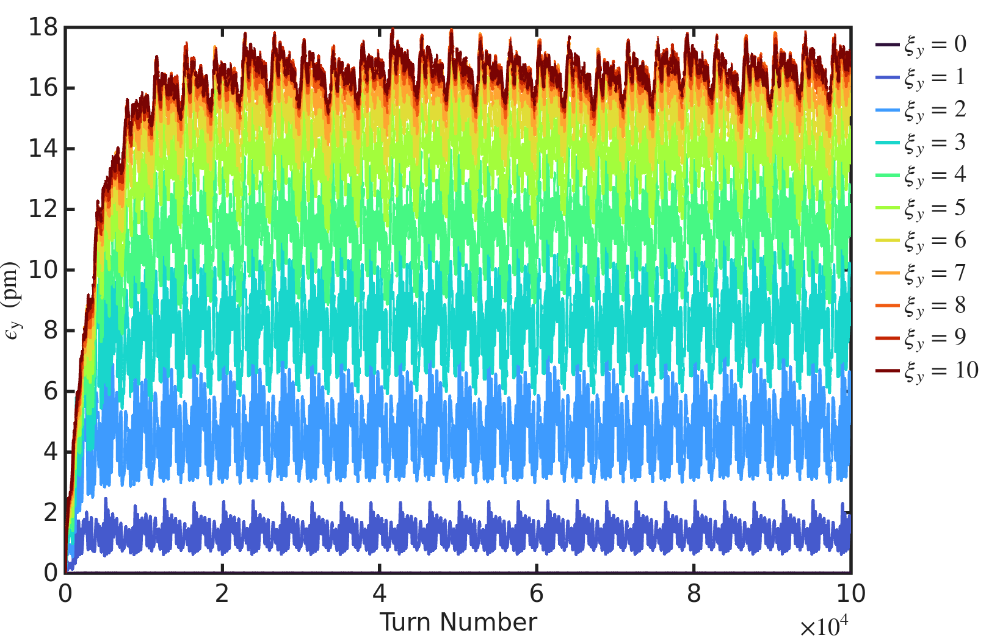 18
16
14
12
10
8
6
4
2
0
ϵy (pm)
0 2 4 6 8 10
Turn Number
×10⁴
ξy = 0
ξy = 1
ξy = 2
ξy = 3
ξy = 4
ξy = 5
ξy = 6
ξy = 7
ξy = 8
ξy = 9
ξy = 10